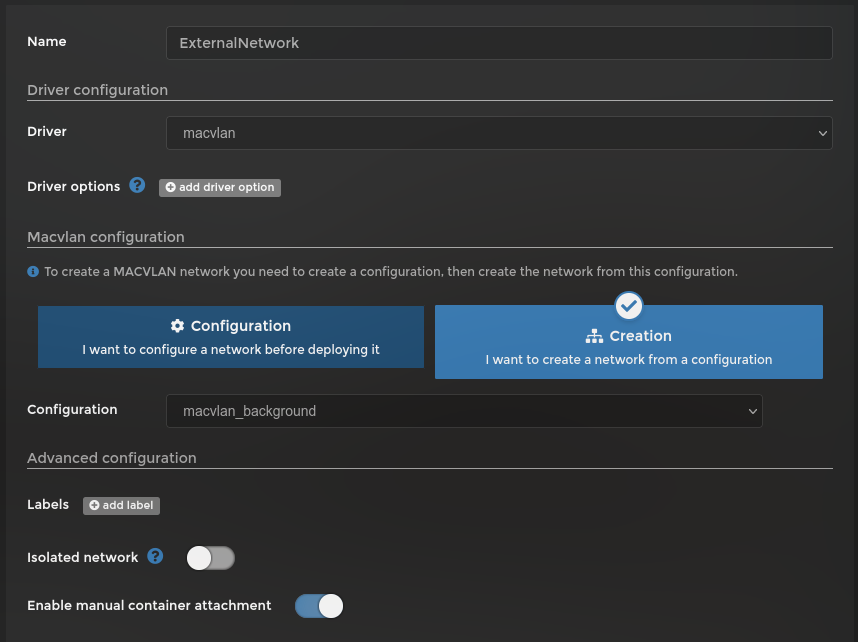 Name
ExternalNetwork
Driver configuration
Driver
macvlan
Driver options
add driver option
Macvlan configuration
To create a MACVLAN network you need to create a configuration, then create the network from this configuration.
Configuration
I want to configure a network before deploying it
Creation
I want to create a network from a configuration
Configuration
macvlan_background
Advanced configuration
Labels
add label
Isolated network
Enable manual container attachment